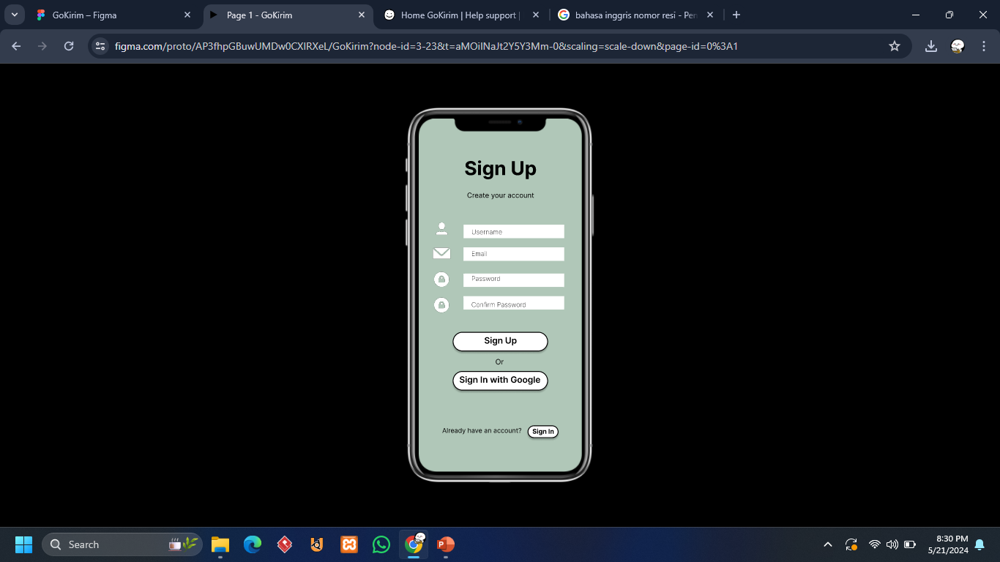 GoKirim – Figma
Page 1 - GoKirim
Home GoKirim | Help support |
bahasa inggris nomor resi - Pen
figma.com/proto/AP3fhpGBuwUMDw0CXlRXeL/GoKirim?node-id=3-23&t=aMOilNaJt2Y5Y3Mm-0&scaling=scale-down&page-id=0%3A1
Sign Up
Create your account
Username
Email
Password
Confirm Password
Sign Up
Or
Sign In with Google
Already have an account?
Sign In
Search
8:30 PM
5/21/2024